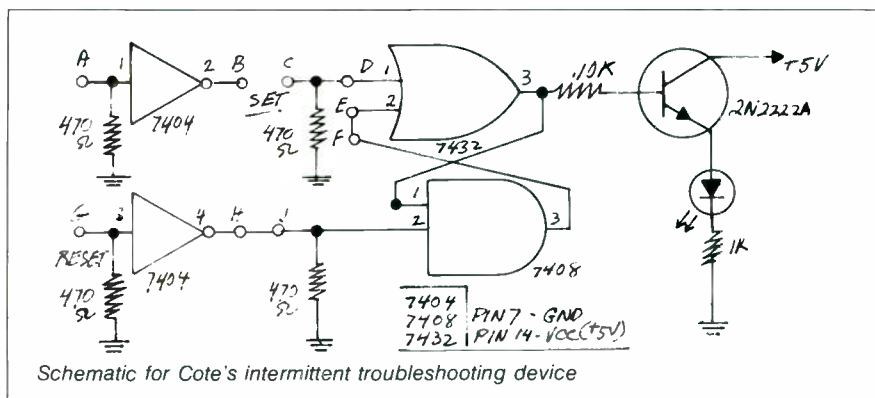 A 1 2 B C D 1 3 .10K +5V
SET E 2
470 Ω 7404 470 Ω F 7432 2N2222A
G 3 4 H J 1 2 3
RESET 7404 7408 1K
470 Ω 470 Ω
7404
7408 PIN 7 - GND
7432 PIN 14 - VCC (+5V)
Schematic for Cote's intermittent troubleshooting device